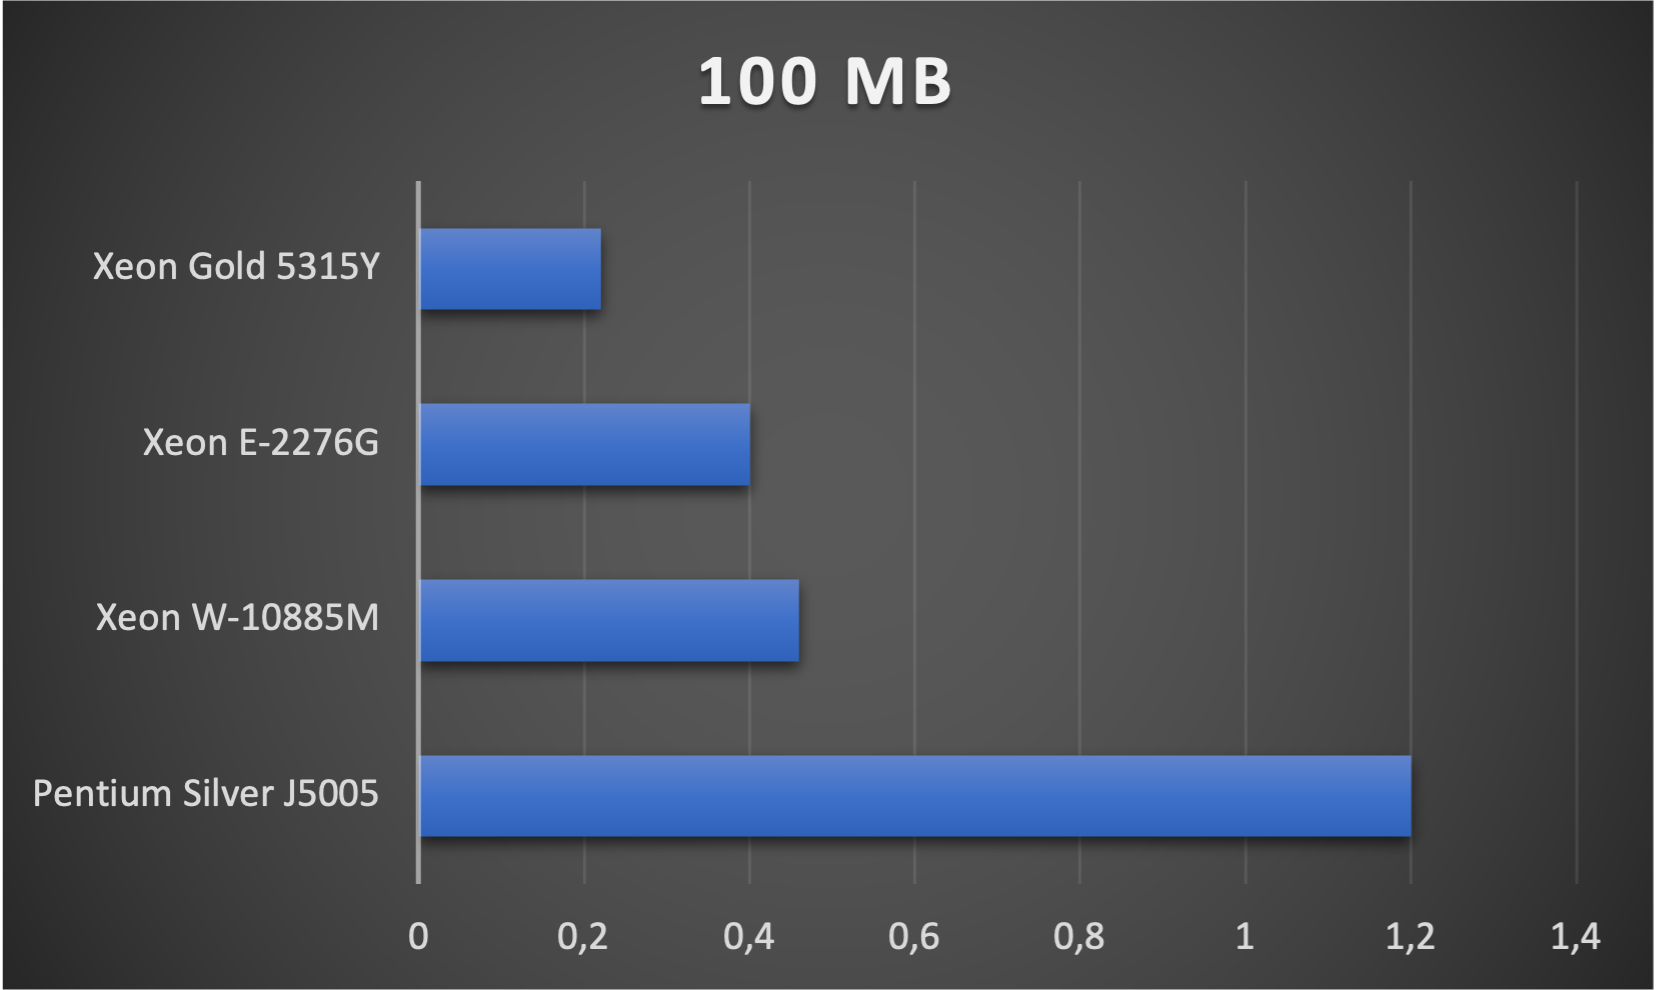 100 MB
Xeon Gold 5315Y
Xeon E-2276G
Xeon W-10885M
Pentium Silver J5005
0 0,2 0,4 0,6 0,8 1 1,2 1,4